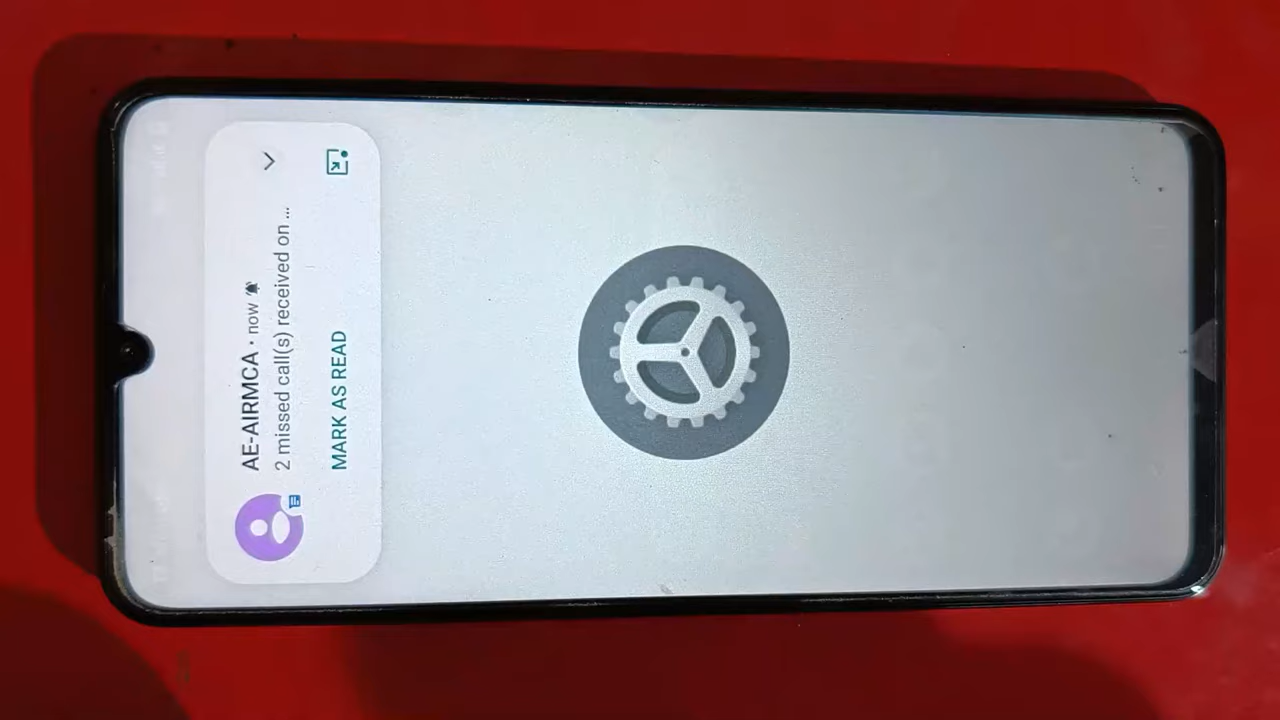 AE-AIRMCA • now
2 missed call(s) received on ...
MARK AS READ